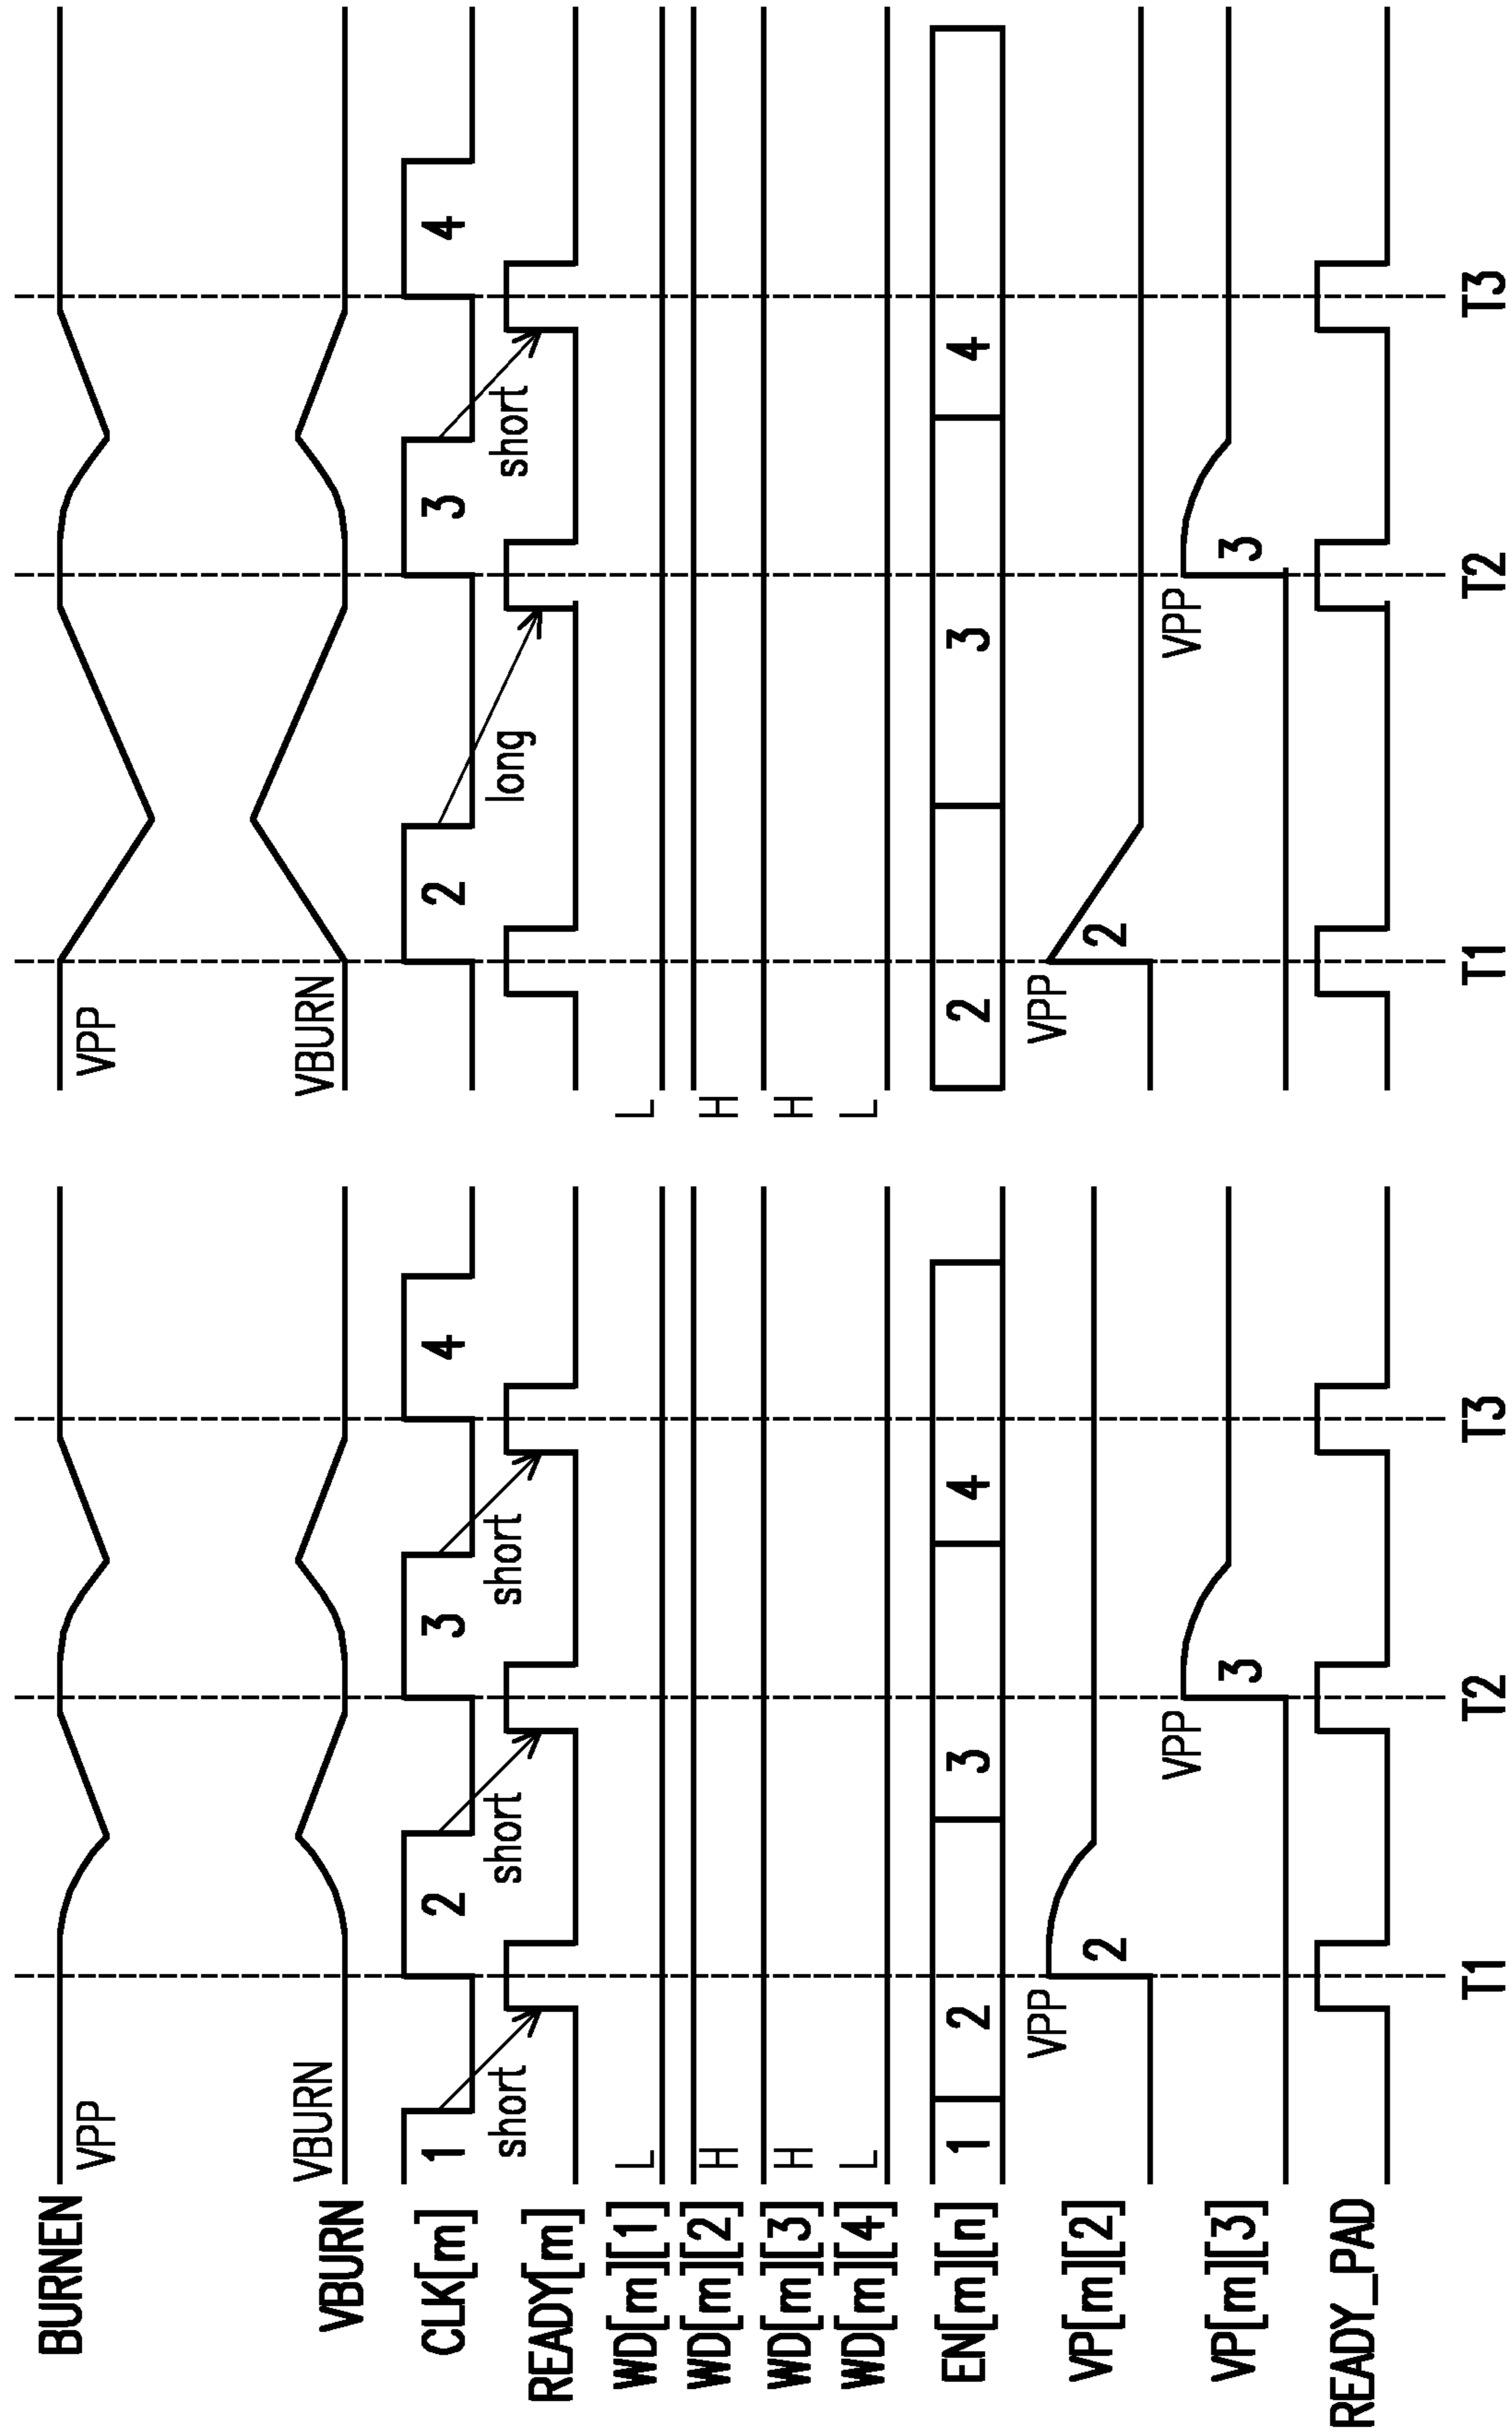 BURNEN VPP VPP
VBURN VBURN VBURN
CLK[m] 1 2 3 4 2 3 4
READY[m] short short short long short
WD[m][1] L L
WD[m][2] H H
WD[m][3] H H
WD[m][4] L L
EN[m][n] 1 2 3 4 2 3 4
VPP VPP
VP[m][2] 2 2
VPP VPP
VP[m][3] 3 3
READY_PAD
T1 T2 T3 T1 T2 T3